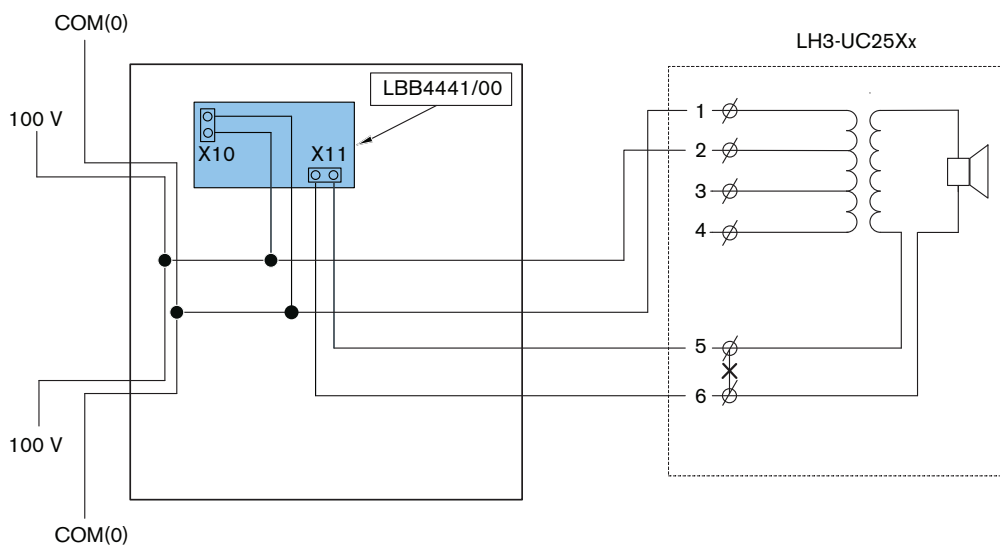 COM(0)
LH3-UC25Xx
LBB4441/00
100 V
X10
X11
1
2
3
4
5
6
100 V
COM(0)